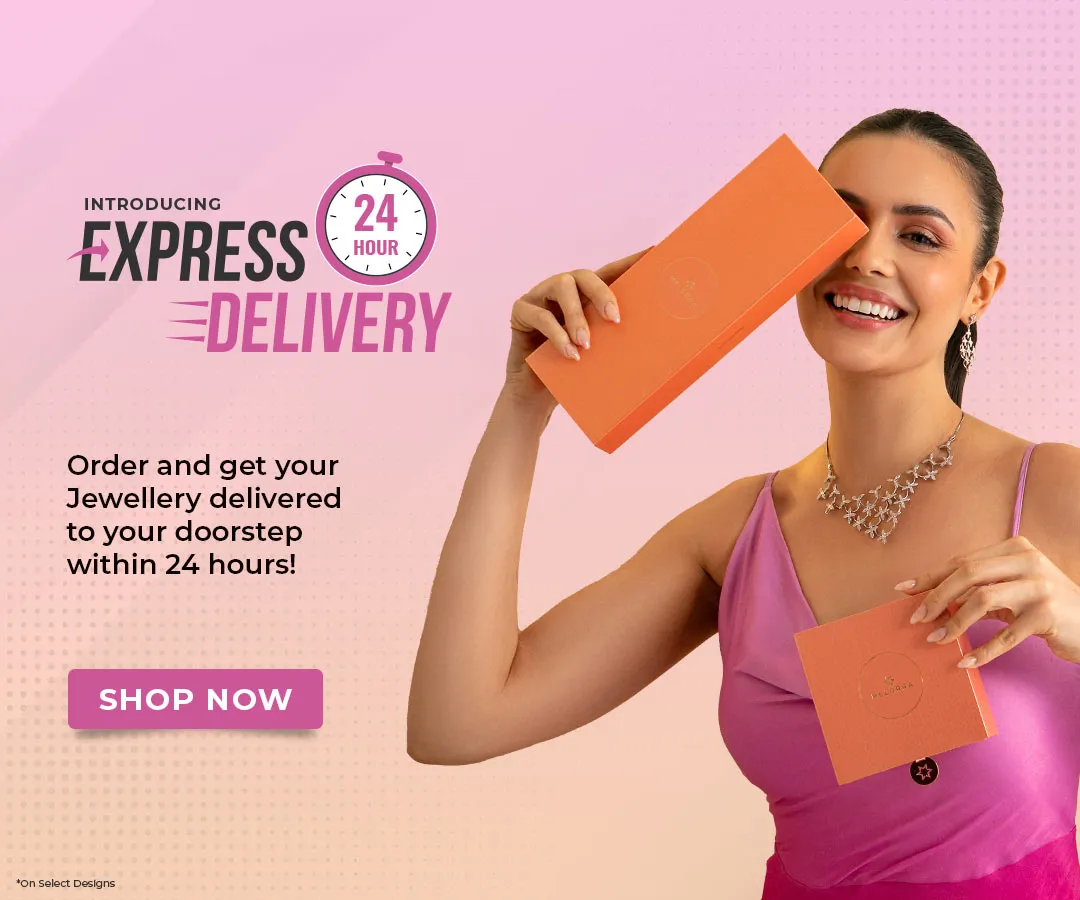 INTRODUCING
EXPRESS
24
HOUR
DELIVERY
Order and get your
Jewellery delivered
to your doorstep
within 24 hours!
SHOP NOW
*On Select Designs